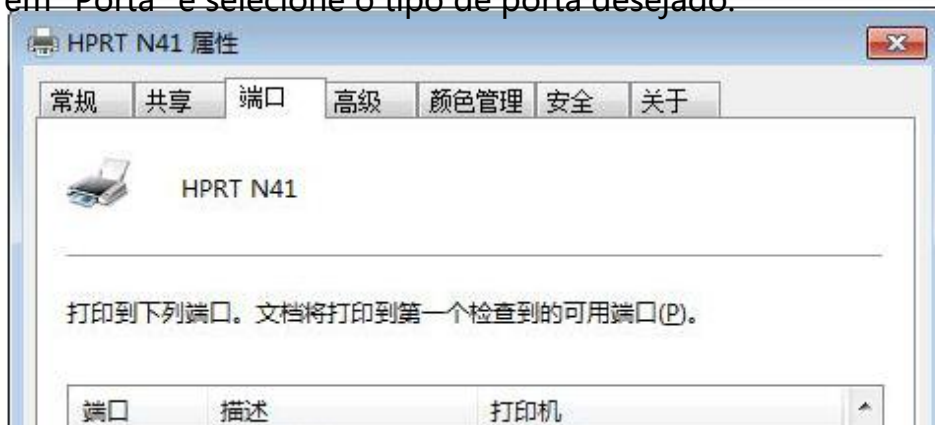 em "Porta" e selecione o tipo de porta desejado.
HPRT N41 属性
常规 共享 端口 高级 颜色管理 安全 关于
HPRT N41
打印到下列端口。文档将打印到第一个检查到的可用端口(P)。
端口 描述 打印机